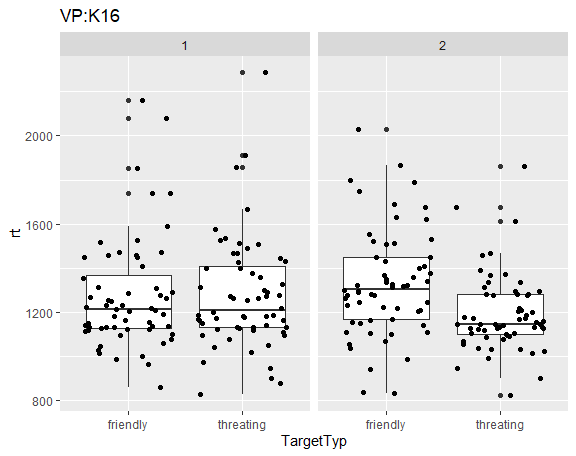 VP:K16
1 2
rt
2000
1600
1200
800
friendly threating friendly threating
TargetTyp